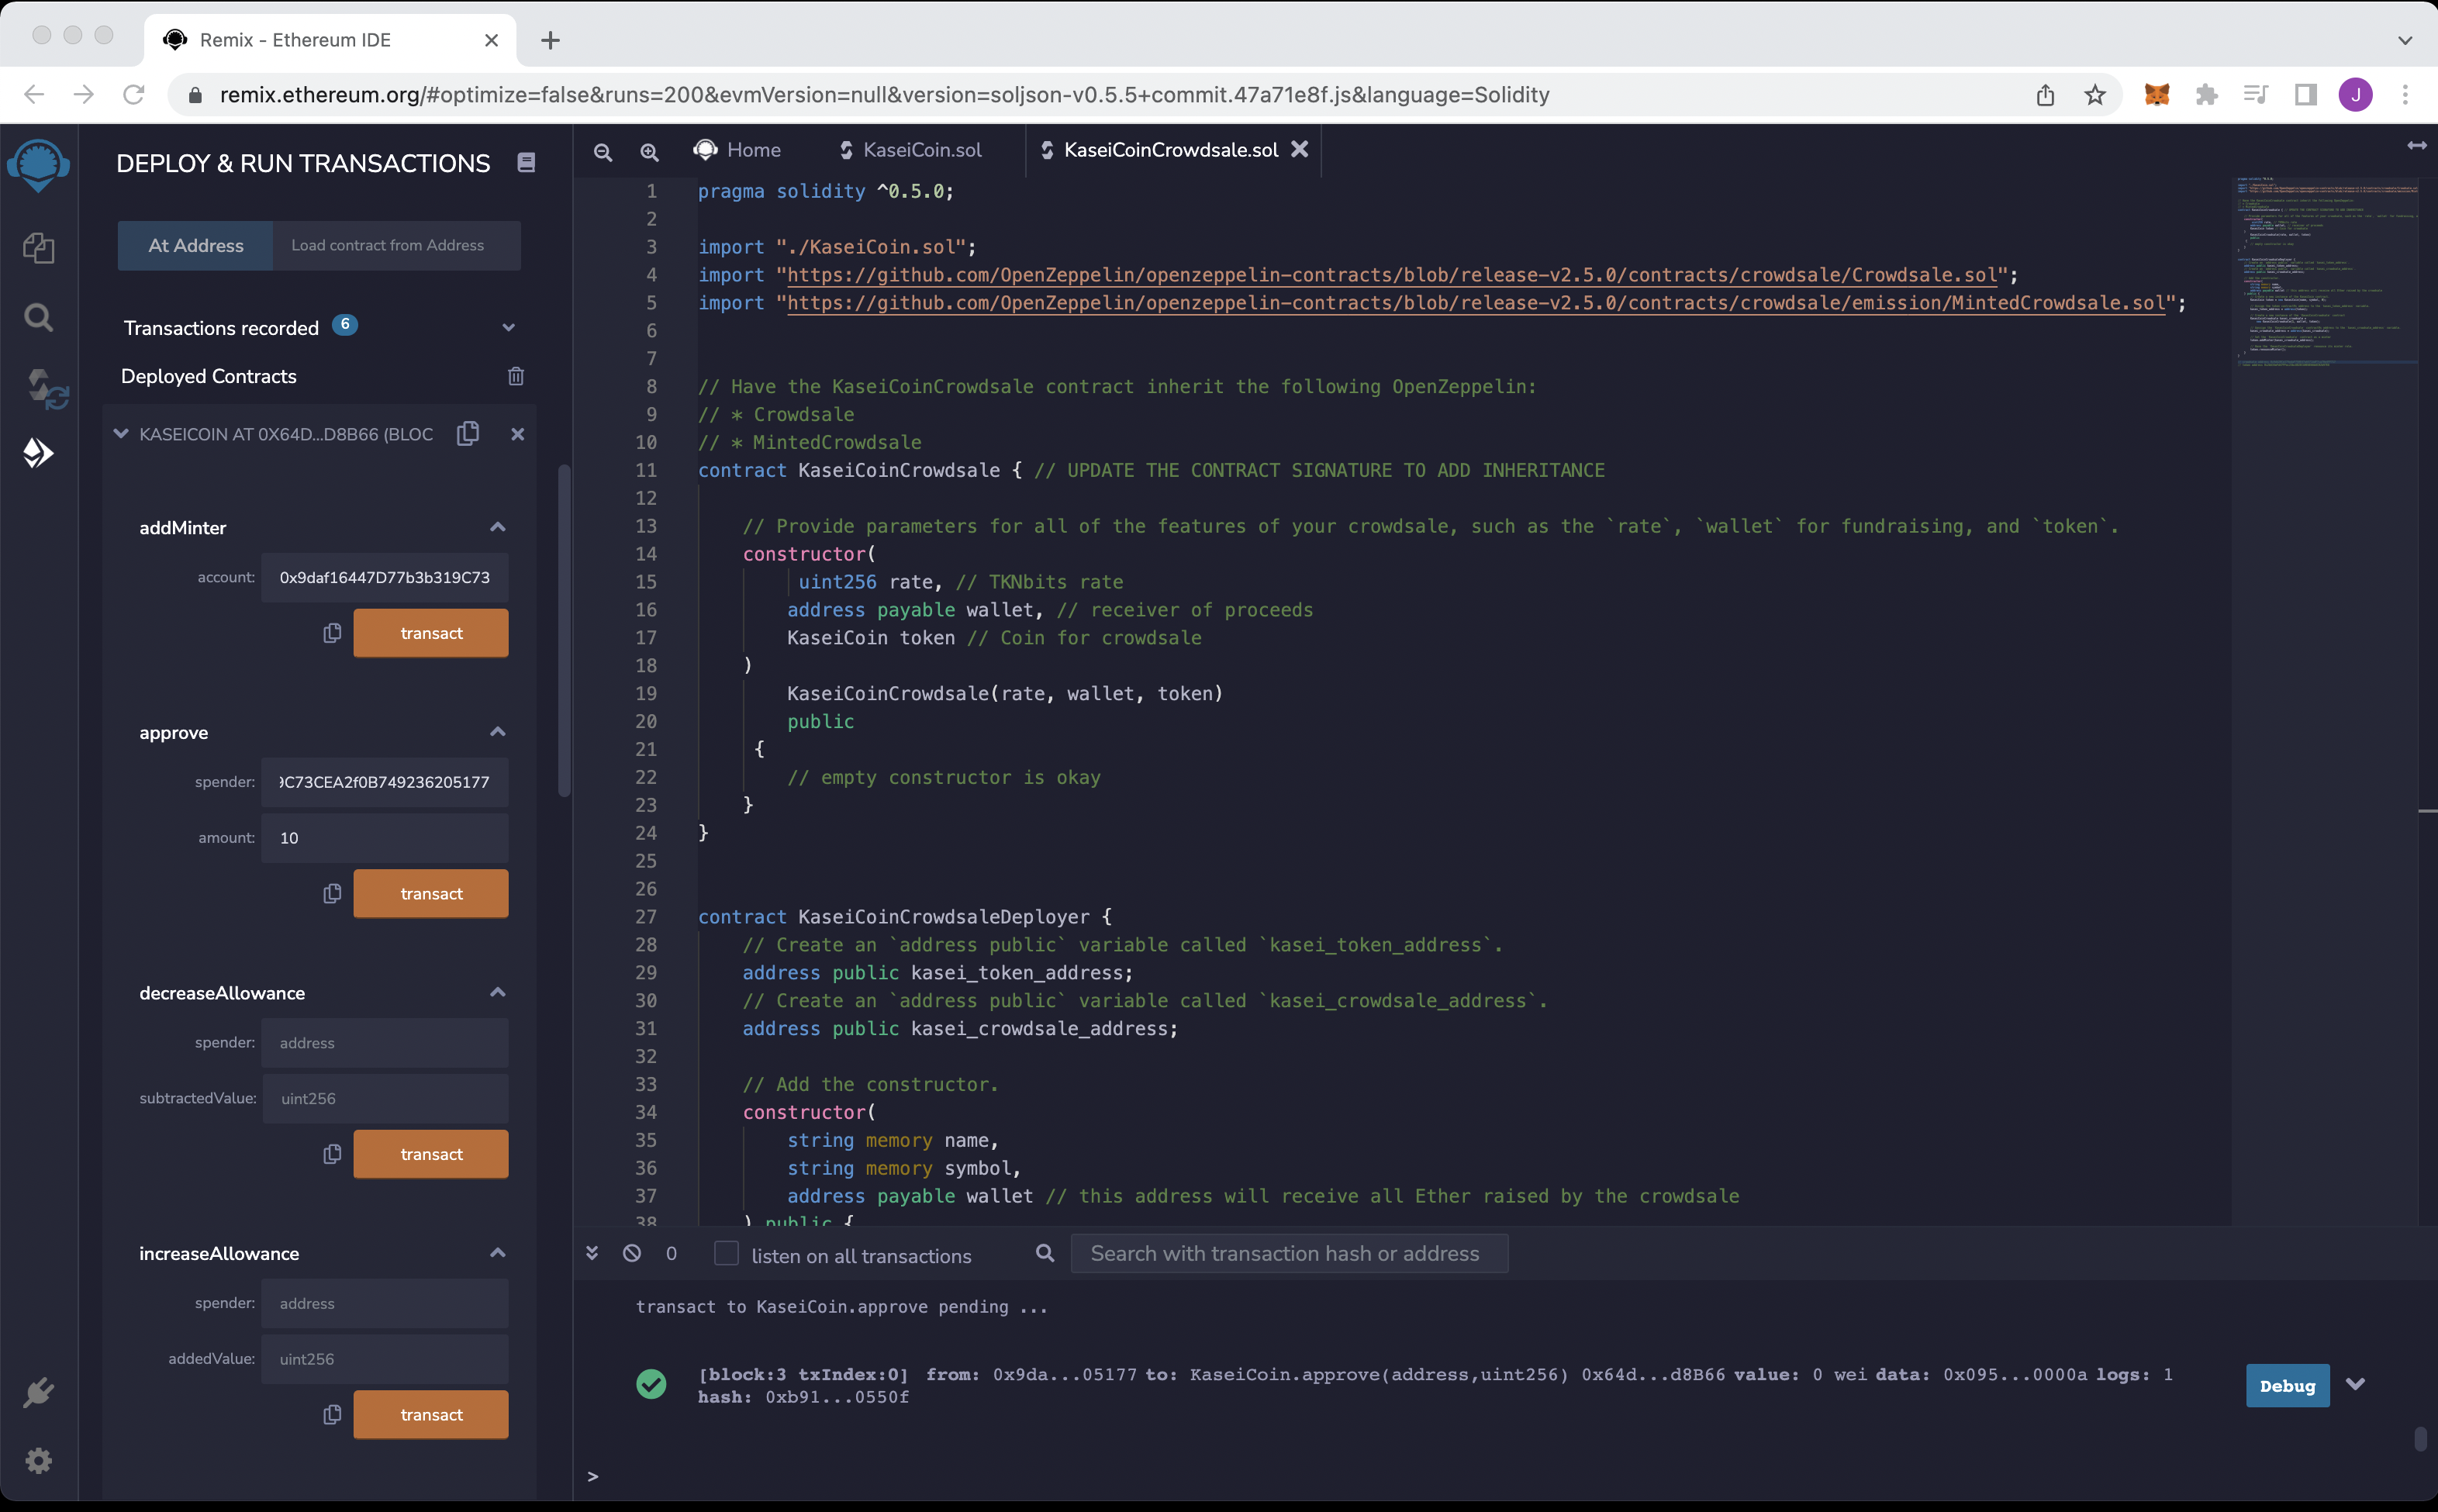 Remix - Ethereum IDE
remix.ethereum.org/#optimize=false&runs=200&evmVersion=null&version=soljson-v0.5.5+commit.47a71e8f.js&language=Solidity
J
DEPLOY & RUN TRANSACTIONS
At Address
Load contract from Address
Transactions recorded 6
Deployed Contracts
KASEICOIN AT 0X64D...D8B66 (BLOC
addMinter
account: 0x9daf16447D77b3b319C73
transact
approve
spender: 9C73CEA2f0B749236205177
amount: 10
transact
decreaseAllowance
spender: address
subtractedValue: uint256
transact
increaseAllowance
spender: address
addedValue: uint256
transact
Home
KaseiCoin.sol
KaseiCoinCrowdsale.sol
1 pragma solidity ^0.5.0;
2
3 import "./KaseiCoin.sol";
4 import "https://github.com/OpenZeppelin/openzeppelin-contracts/blob/release-v2.5.0/contracts/crowdsale/Crowdsale.sol";
5 import "https://github.com/OpenZeppelin/openzeppelin-contracts/blob/release-v2.5.0/contracts/crowdsale/emission/MintedCrowdsale.sol";
6
7
8 // Have the KaseiCoinCrowdsale contract inherit the following OpenZeppelin:
9 // * Crowdsale
10 // * MintedCrowdsale
11 contract KaseiCoinCrowdsale { // UPDATE THE CONTRACT SIGNATURE TO ADD INHERITANCE
12
13 // Provide parameters for all of the features of your crowdsale, such as the `rate`, `wallet` for fundraising, and `token`.
14 constructor(
15 uint256 rate, // TKNbits rate
16 address payable wallet, // receiver of proceeds
17 KaseiCoin token // Coin for crowdsale
18 )
19 KaseiCoinCrowdsale(rate, wallet, token)
20 public
21 {
22 // empty constructor is okay
23 }
24 }
25
26
27 contract KaseiCoinCrowdsaleDeployer {
28 // Create an `address public` variable called `kasei_token_address`.
29 address public kasei_token_address;
30 // Create an `address public` variable called `kasei_crowdsale_address`.
31 address public kasei_crowdsale_address;
32
33 // Add the constructor.
34 constructor(
35 string memory name,
36 string memory symbol,
37 address payable wallet // this address will receive all Ether raised by the crowdsale
38 ) public {
0
listen on all transactions
Search with transaction hash or address
transact to KaseiCoin.approve pending ...
[block:3 txIndex:0] from: 0x9da...05177 to: KaseiCoin.approve(address,uint256) 0x64d...d8B66 value: 0 wei data: 0x095...0000a logs: 1
hash: 0xb91...0550f
Debug
>